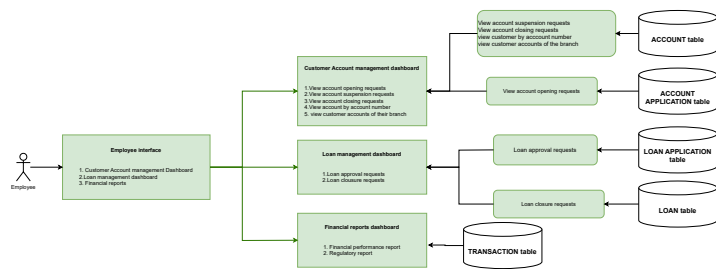 Employee
Employee interface
1. Customer Account management Dashboard
2.Loan management dashboard
3. Financial reports
Customer Account management dashboard
1.View account opening requests
2.View account suspension requests
3.View account closing requests
4.View account by account number
5. view customer accounts of their branch
Loan management dashboard
1.Loan approval requests
2.Loan closure requests
Financial reports dashboard
1. Financial performance report
2. Regulatory report
View account suspension requests
View account closing requests
view customer by acccount number
view customer accounts of the branch
View account opening requests
Loan approval requests
Loan closure requests
ACCOUNT table
ACCOUNT
APPLICATION table
LOAN APPLICATION
table
LOAN table
TRANSACTION table